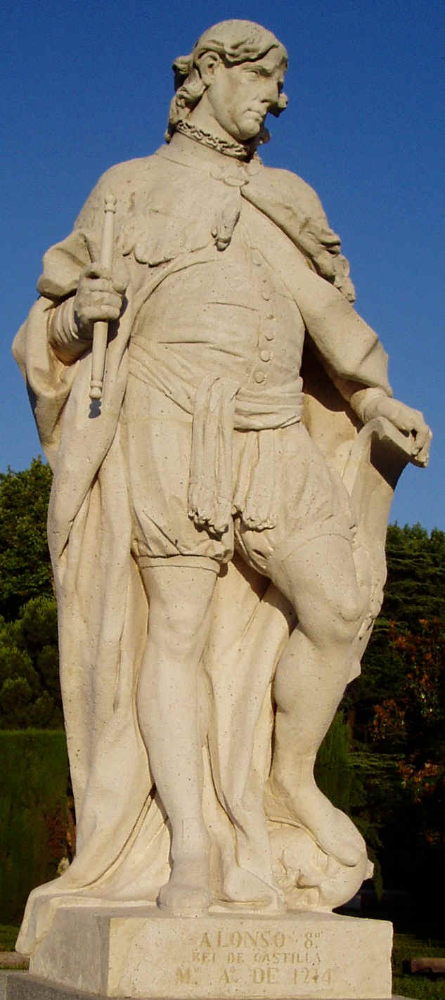 ALONSO 8º.
REI DE CASTILLA
Mº. Aº. DE 1214